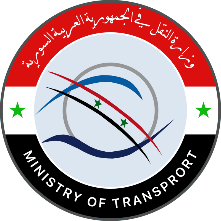 وزارة النقل في الجمهورية العربية السورية
MINISTRY OF TRANSPRORT